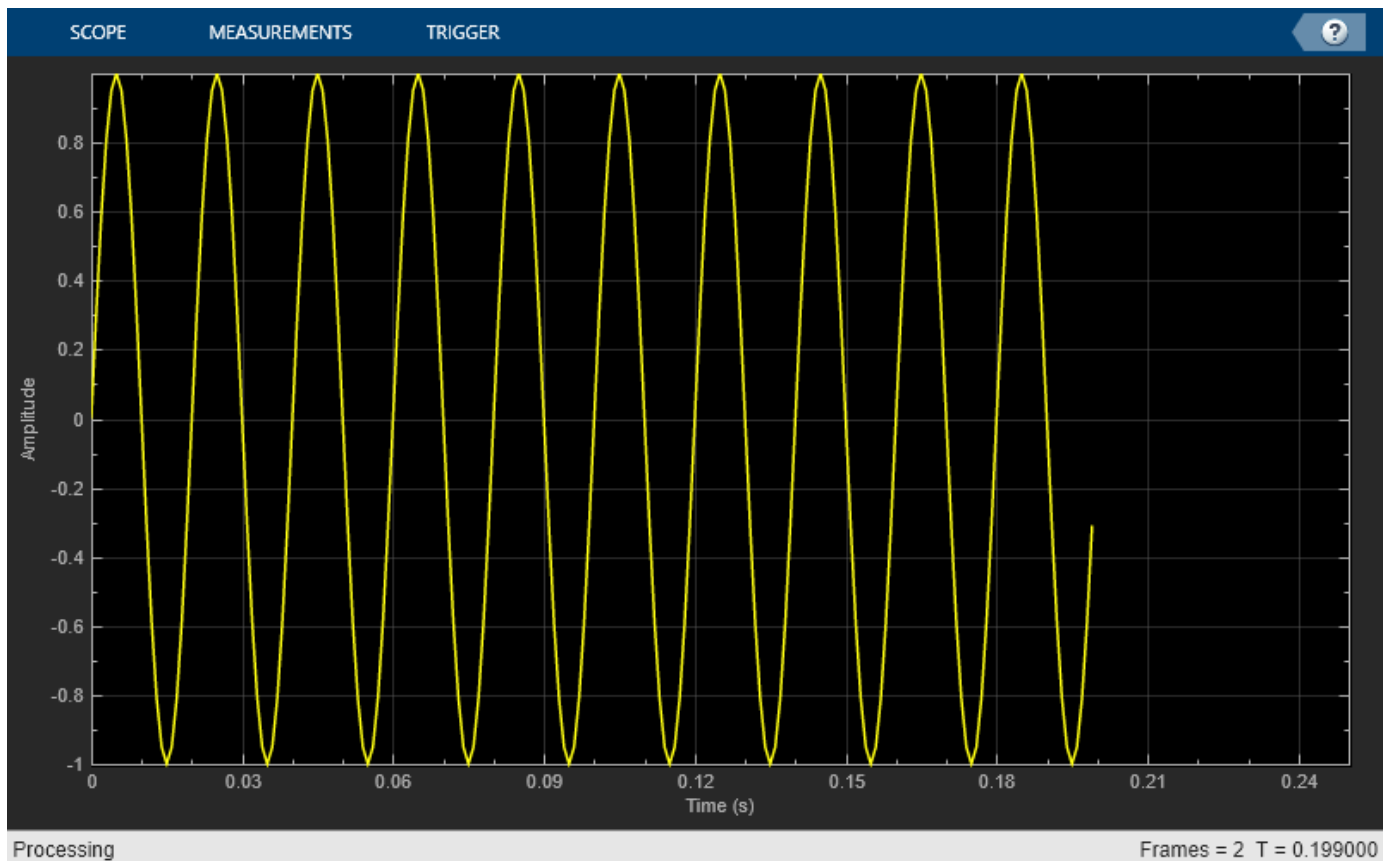 SCOPE MEASUREMENTS TRIGGER ?
0.8
0.6
0.4
0.2
0
-0.2
-0.4
-0.6
-0.8
-1
Amplitude
0 0.03 0.06 0.09 0.12 0.15 0.18 0.21 0.24
Time (s)
Processing Frames = 2 T = 0.199000